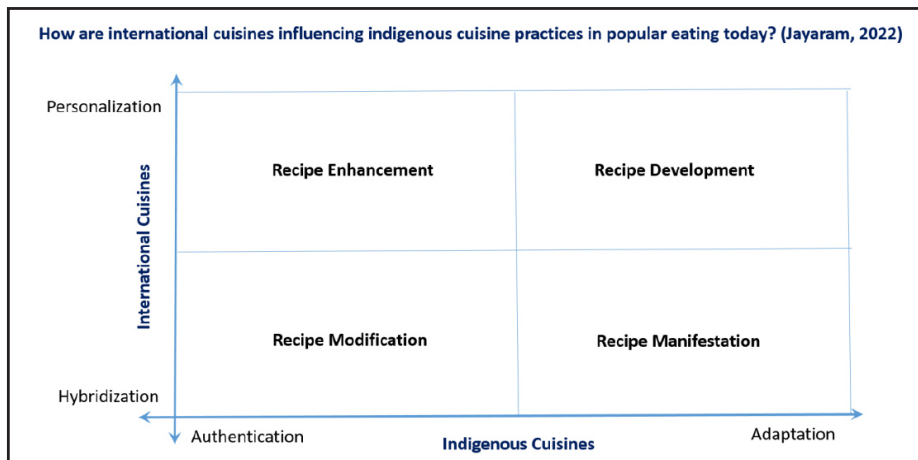 How are international cuisines influencing indigenous cuisine practices in popular eating today? (Jayaram, 2022)
Personalization
International Cuisines
Recipe Enhancement
Recipe Development
Recipe Modification
Recipe Manifestation
Hybridization
Authentication
Indigenous Cuisines
Adaptation